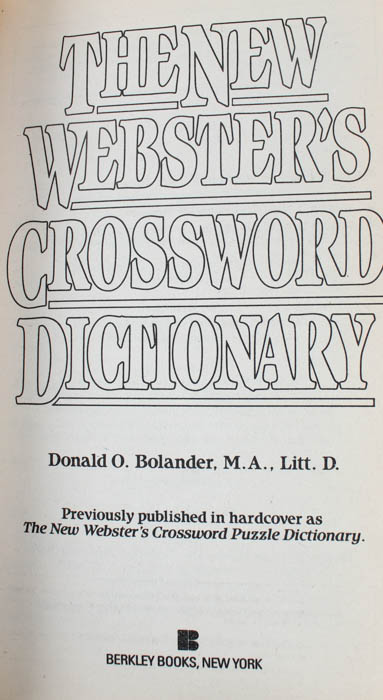 THE NEW
WEBSTER'S
CROSSWORD
DICTIONARY
Donald O. Bolander, M.A., Litt. D.
Previously published in hardcover as
The New Webster's Crossword Puzzle Dictionary.
B
BERKLEY BOOKS, NEW YORK